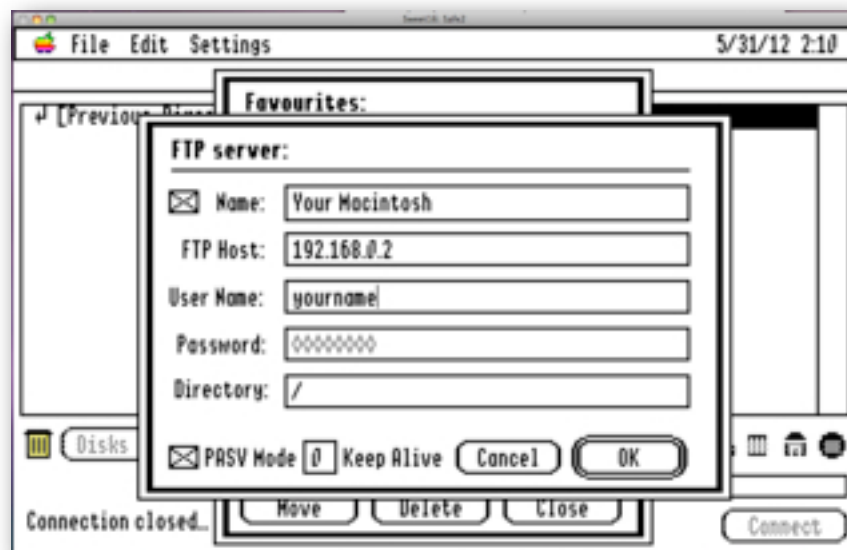 File Edit Settings 5/31/12 2:10
Favourites:
↲ [Previous
FTP server:
Name: Your Macintosh
FTP Host: 192.168.0.2
User Name: yourname
Password: ◊◊◊◊◊◊◊◊
Directory: /
Disks
PASV Mode 0 Keep Alive Cancel OK
Move Delete Close
Connection closed…
Connect